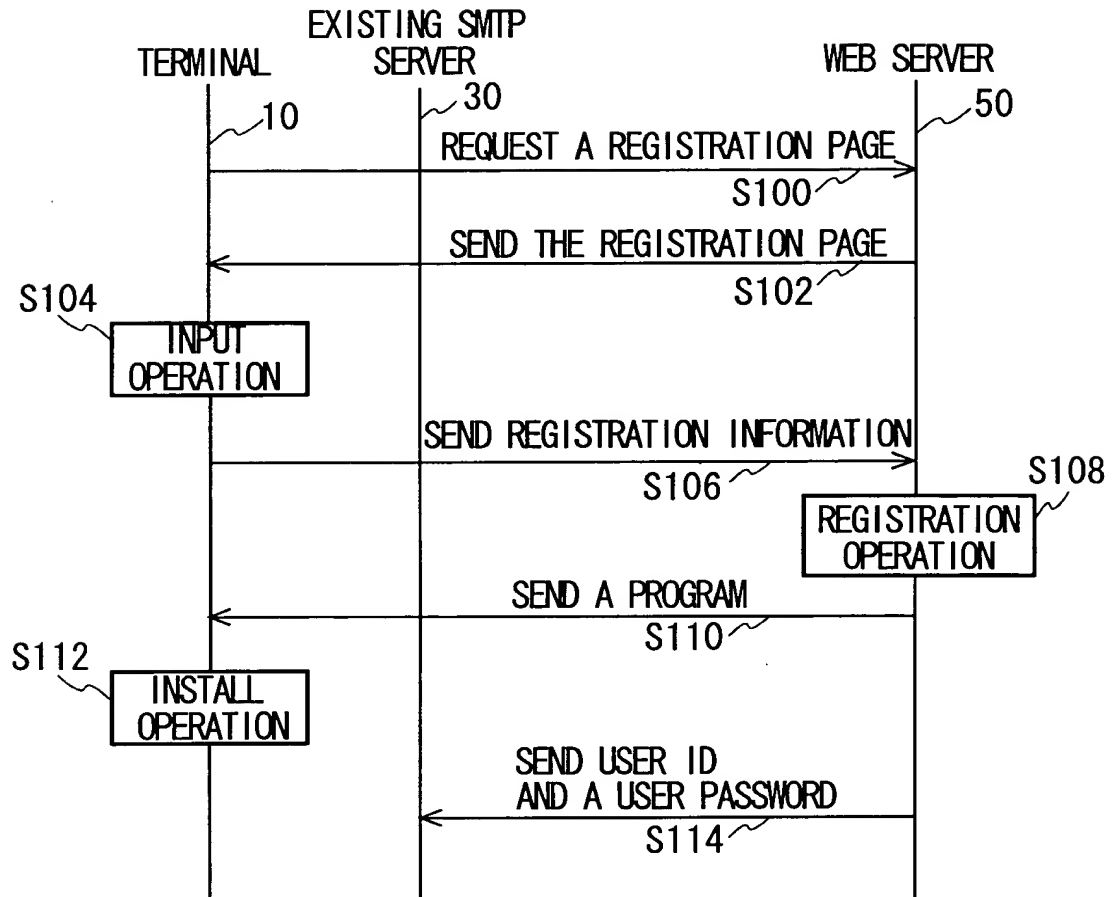 TERMINAL
EXISTING SMTP
SERVER
WEB SERVER
10
30
50
REQUEST A REGISTRATION PAGE
S100
SEND THE REGISTRATION PAGE
S102
S104
INPUT
OPERATION
SEND REGISTRATION INFORMATION
S106
S108
REGISTRATION
OPERATION
SEND A PROGRAM
S110
S112
INSTALL
OPERATION
SEND USER ID
AND A USER PASSWORD
S114